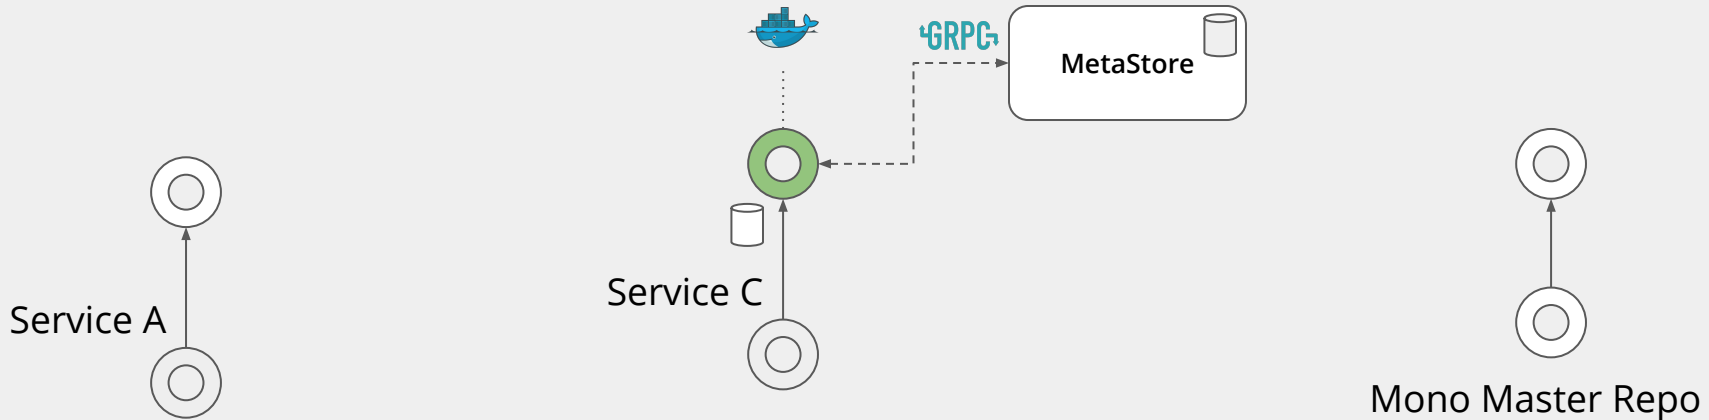 GRPC
MetaStore
Service C
Service A
Mono Master Repo